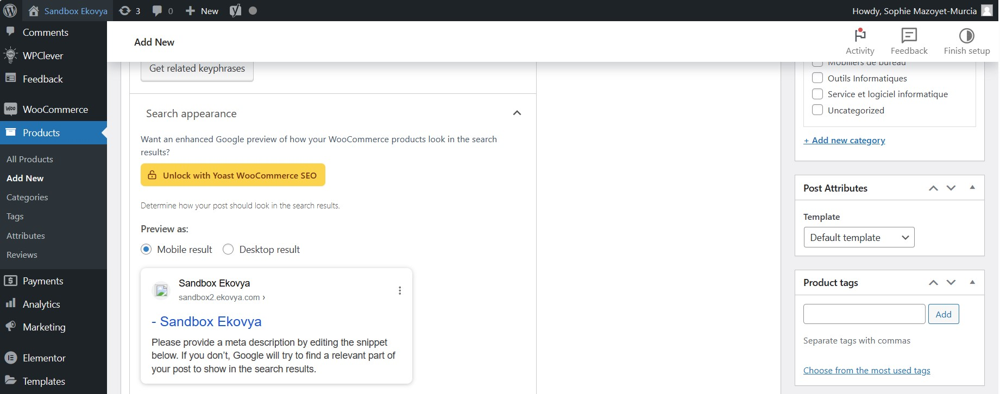 Sandbox Ekovya
3
0
New
Howdy, Sophie Mazoyet-Murcia
Comments
WPClever
Feedback
WooCommerce
Products
All Products
Add New
Categories
Tags
Attributes
Reviews
Payments
Analytics
Marketing
Elementor
Templates
Add New
Activity
Feedback
Finish setup
Get related keyphrases
Search appearance
Want an enhanced Google preview of how your WooCommerce products look in the search
results?
Unlock with Yoast WooCommerce SEO
Determine how your post should look in the search results.
Preview as:
Mobile result
Desktop result
Sandbox Ekovya
sandbox2.ekovya.com ›
- Sandbox Ekovya
Please provide a meta description by editing the snippet
below. If you don’t, Google will try to find a relevant part of
your post to show in the search results.
Mobiliers de bureau
Outils Informatiques
Service et logiciel informatique
Uncategorized
+ Add new category
Post Attributes
Template
Default template
Product tags
Add
Separate tags with commas
Choose from the most used tags